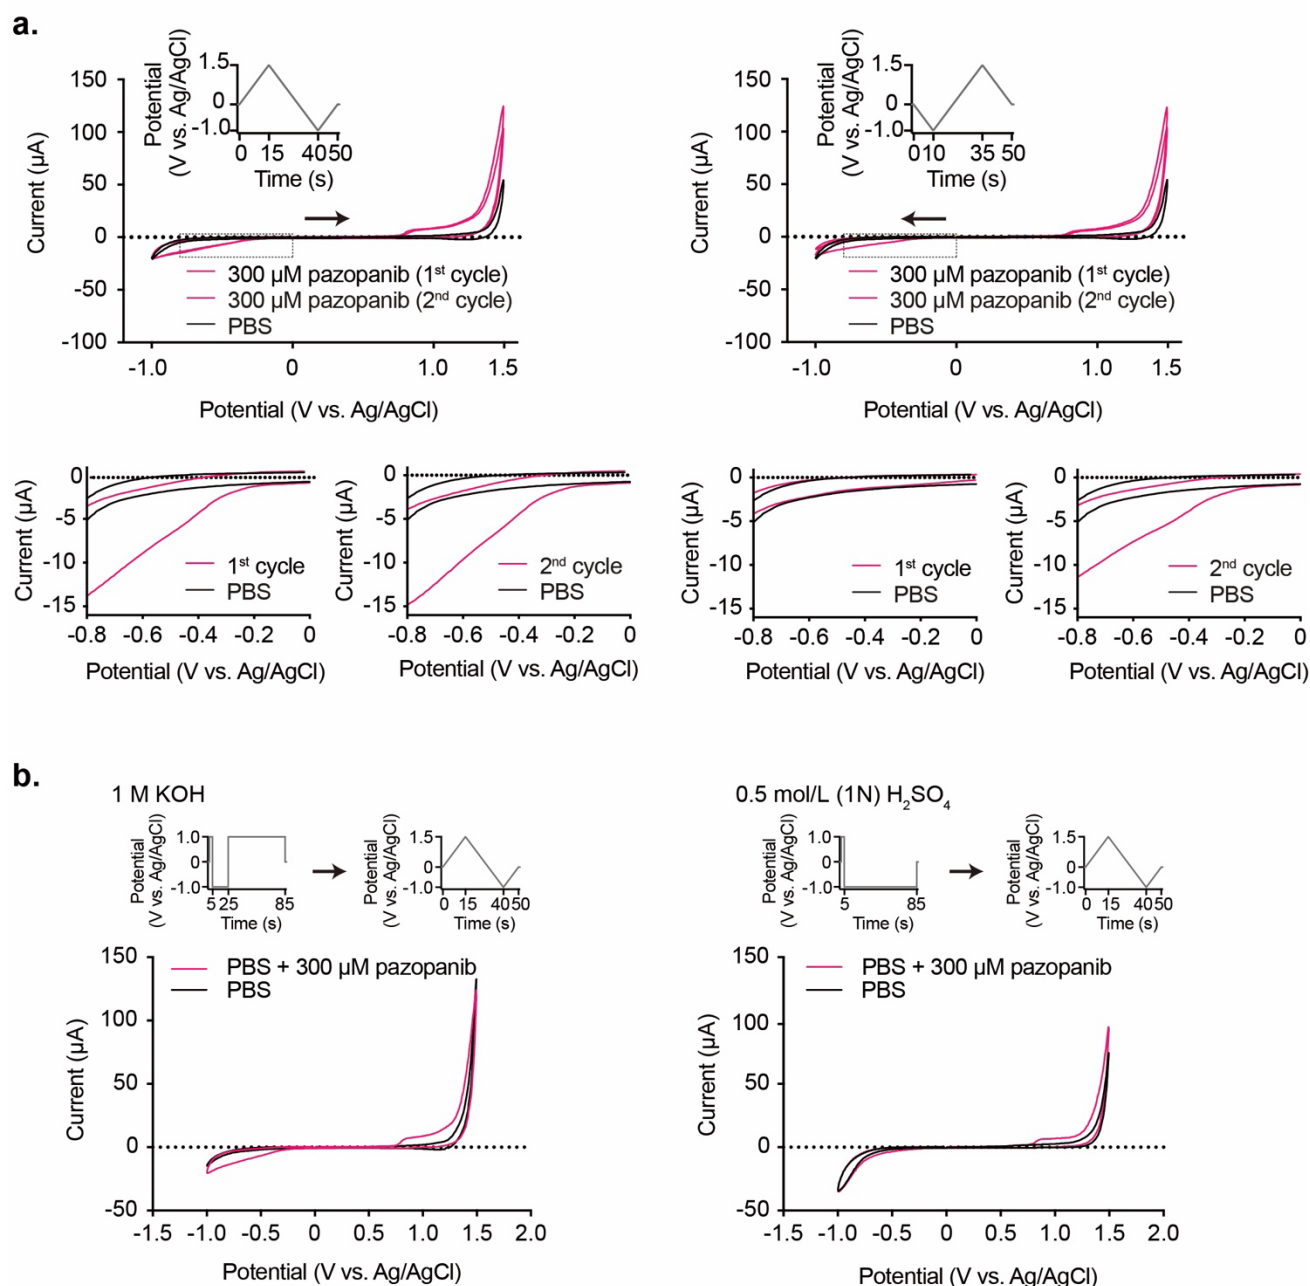 a.
Potential
(V vs. Ag/AgCl)
1.5
0
-1.0
0 15 40 50
Time (s)
Current (µA)
150
100
50
0
-50
-100
300 µM pazopanib (1st cycle)
300 µM pazopanib (2nd cycle)
PBS
-1.0 0 1.0 1.5
Potential (V vs. Ag/AgCl)
Potential
(V vs. Ag/AgCl)
1.5
0
-1.0
0 10 35 50
Time (s)
Current (µA)
150
100
50
0
-50
-100
300 µM pazopanib (1st cycle)
300 µM pazopanib (2nd cycle)
PBS
-1.0 0 1.0 1.5
Potential (V vs. Ag/AgCl)
Current (µA)
0
-5
-10
-15
1st cycle
PBS
-0.8 -0.6 -0.4 -0.2 0
Potential (V vs. Ag/AgCl)
Current (µA)
0
-5
-10
-15
2nd cycle
PBS
-0.8 -0.6 -0.4 -0.2 0
Potential (V vs. Ag/AgCl)
Current (µA)
0
-5
-10
-15
1st cycle
PBS
-0.8 -0.6 -0.4 -0.2 0
Potential (V vs. Ag/AgCl)
Current (µA)
0
-5
-10
-15
2nd cycle
PBS
-0.8 -0.6 -0.4 -0.2 0
Potential (V vs. Ag/AgCl)
b.
1 M KOH
Potential
(V vs. Ag/AgCl)
1.0
0
-1.0
5 25 85
Time (s)
Potential
(V vs. Ag/AgCl)
1.5
0
-1.0
0 15 40 50
Time (s)
Current (µA)
150
100
50
0
-50
PBS + 300 µM pazopanib
PBS
-1.5 -1.0 -0.5 0 0.5 1.0 1.5 2.0
Potential (V vs. Ag/AgCl)
0.5 mol/L (1N) H2SO4
Potential
(V vs. Ag/AgCl)
1.0
0
-1.0
5 85
Time (s)
Potential
(V vs. Ag/AgCl)
1.5
0
-1.0
0 15 40 50
Time (s)
Current (µA)
150
100
50
0
-50
PBS + 300 µM pazopanib
PBS
-1.5 -1.0 -0.5 0 0.5 1.0 1.5 2.0
Potential (V vs. Ag/AgCl)